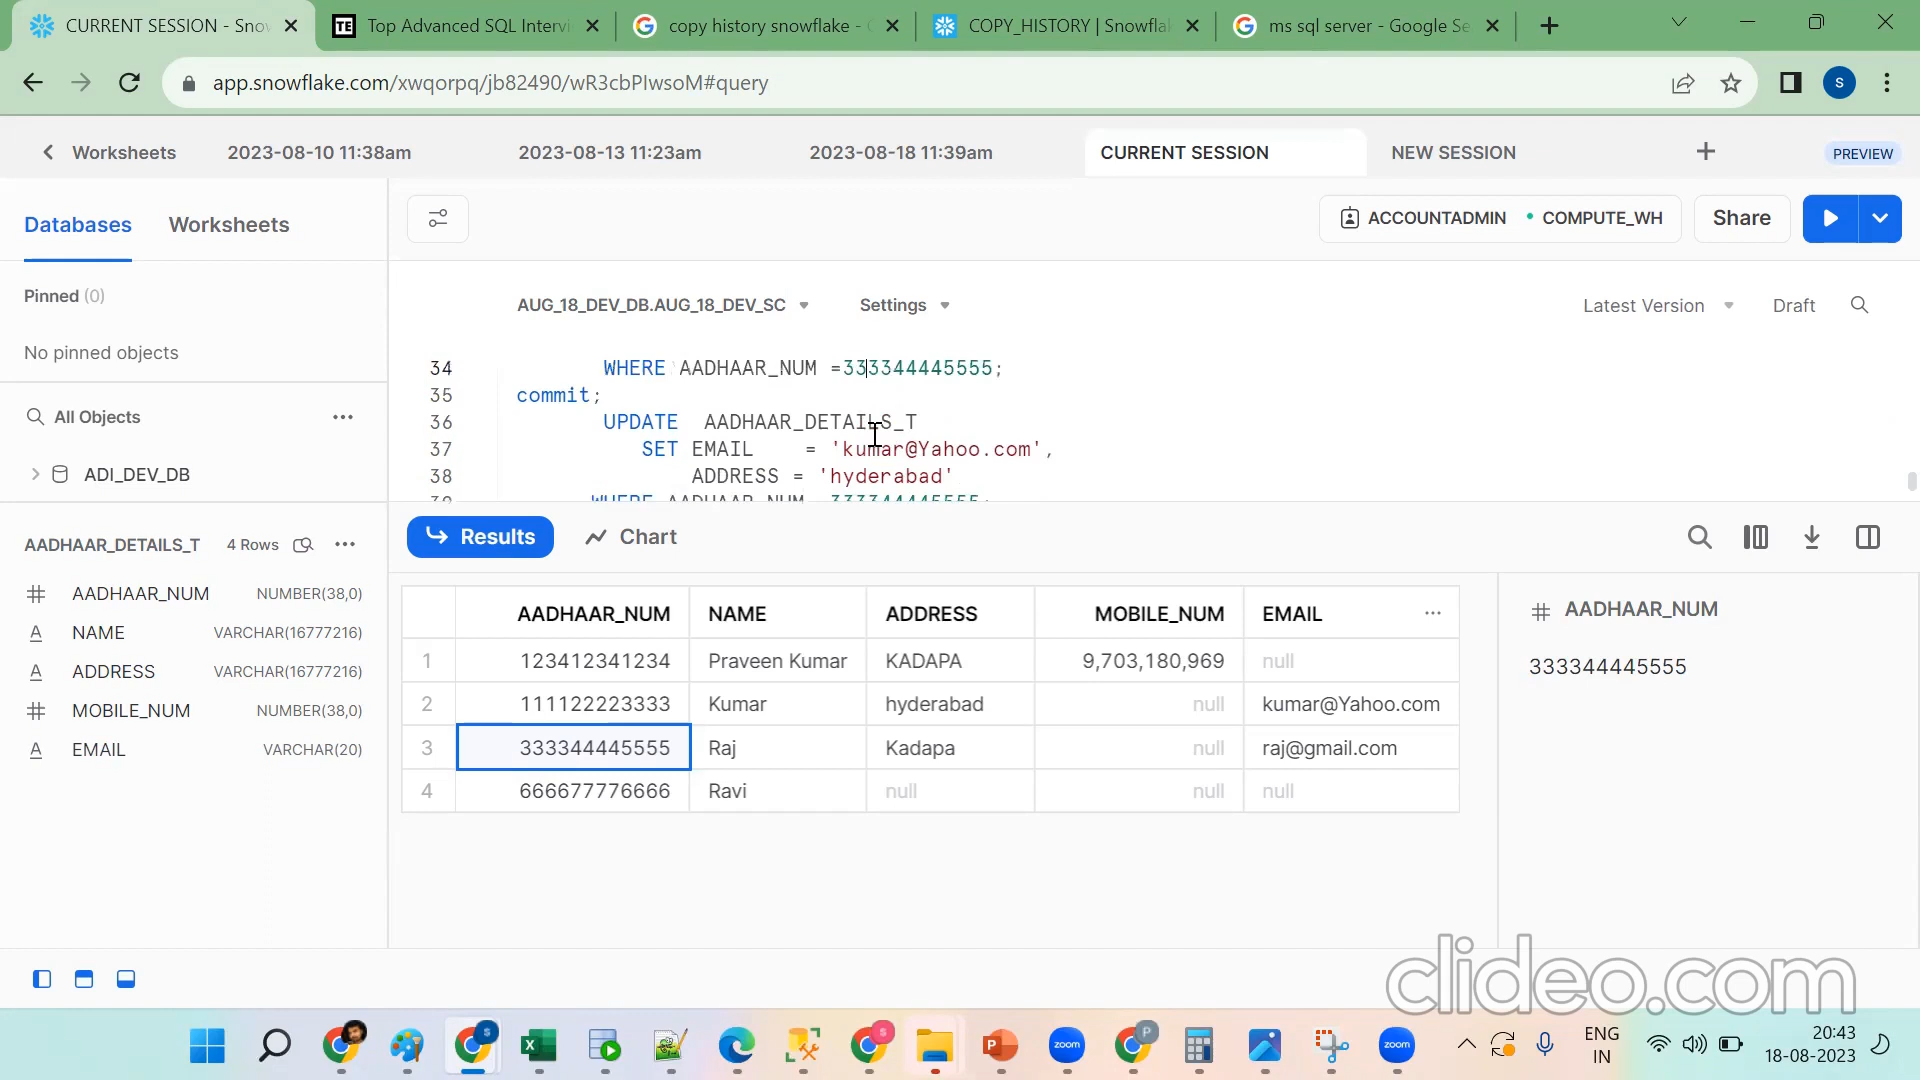 CURRENT SESSION - Snow
Top Advanced SQL Intervi
copy history snowflake -
COPY_HISTORY | Snowfla
ms sql server - Google Se
app.snowflake.com/xwqorpq/jb82490/wR3cbPIwsoM#query
S
Worksheets
2023-08-10 11:38am
2023-08-13 11:23am
2023-08-18 11:39am
CURRENT SESSION
NEW SESSION
PREVIEW
Databases
Worksheets
ACCOUNTADMIN
COMPUTE_WH
Share
Pinned (0)
No pinned objects
AUG_18_DEV_DB.AUG_18_DEV_SC
Settings
Latest Version
Draft
34 WHERE AADHAAR_NUM =333344445555;
35 commit;
36 UPDATE AADHAAR_DETAILS_T
37 SET EMAIL = 'kumar@Yahoo.com',
38 ADDRESS = 'hyderabad'
39 WHERE AADHAAR_NUM =333344445555;
All Objects
ADI_DEV_DB
AADHAAR_DETAILS_T 4 Rows
AADHAAR_NUM NUMBER(38,0)
NAME VARCHAR(16777216)
ADDRESS VARCHAR(16777216)
MOBILE_NUM NUMBER(38,0)
EMAIL VARCHAR(20)
Results
Chart
AADHAAR_NUM NAME ADDRESS MOBILE_NUM EMAIL
1 123412341234 Praveen Kumar KADAPA 9,703,180,969 null
2 111122223333 Kumar hyderabad null kumar@Yahoo.com
3 333344445555 Raj Kadapa null raj@gmail.com
4 666677776666 Ravi null null null
AADHAAR_NUM
333344445555
clideo.com
zoom
zoom
ENG
IN
20:43
18-08-2023